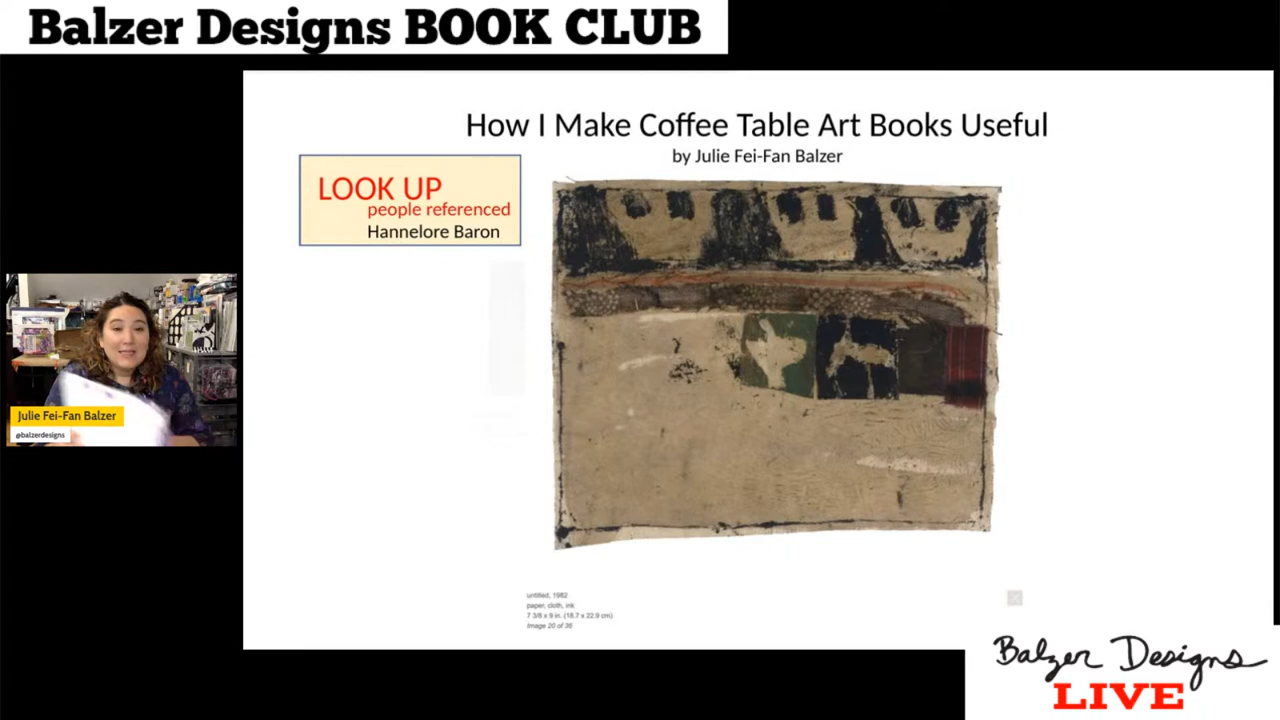 Balzer Designs BOOK CLUB
How I Make Coffee Table Art Books Useful
by Julie Fei-Fan Balzer
LOOK UP
people referenced
Hannelore Baron
Julie Fei-Fan Balzer
@balzerdesigns
untitled, 1982
paper, cloth, ink
7 3/8 x 9 in. (18.7 x 22.9 cm)
Image 20 of 36
Balzer Designs
LIVE